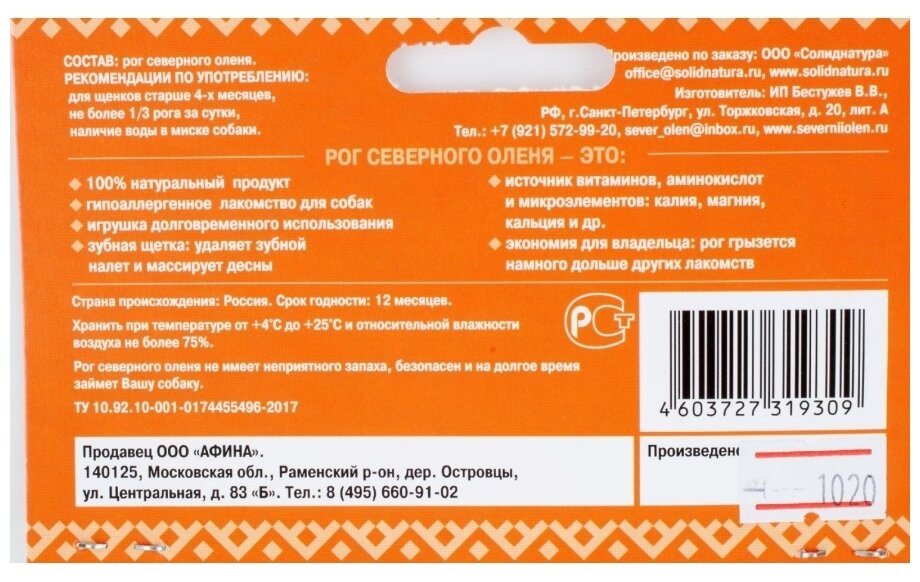 СОСТАВ: рог северного оленя.
РЕКОМЕНДАЦИИ ПО УПОТРЕБЛЕНИЮ:
для щенков старше 4-х месяцев,
не более 1/3 рога за сутки,
наличие воды в миске собаки.
роизведено по заказу: ООО «Солиднатура»
office@solidnatura.ru, www.solidnatura.ru
Изготовитель: ИП Бестужев В.В.,
РФ, г.Санкт-Петербург, ул. Торжковская, д. 20, лит. А
Тел.: +7 (921) 572-99-20, sever_olen@inbox.ru, www.severniiolen.ru
РОГ СЕВЕРНОГО ОЛЕНЯ – ЭТО:
100% натуральный продукт
гипоаллергенное лакомство для собак
игрушка долговременного использования
зубная щетка: удаляет зубной
налет и массирует десны
источник витаминов, аминокислот
и микроэлементов: калия, магния,
кальция и др.
экономия для владельца: рог грызется
намного дольше других лакомств
Страна происхождения: Россия. Срок годности: 12 месяцев.
Хранить при температуре от +4°С до +25°С и относительной влажности
воздуха не более 75%.
Рог северного оленя не имеет неприятного запаха, безопасен и на долгое время
займет Вашу собаку.
ТУ 10.92.10-001-0174455496-2017
РСТ
4 603727 319309
Продавец ООО «АФИНА».
140125, Московская обл., Раменский р-он, дер. Островцы,
ул. Центральная, д. 83 «Б». Тел.: 8 (495) 660-91-02
Произведено
1020